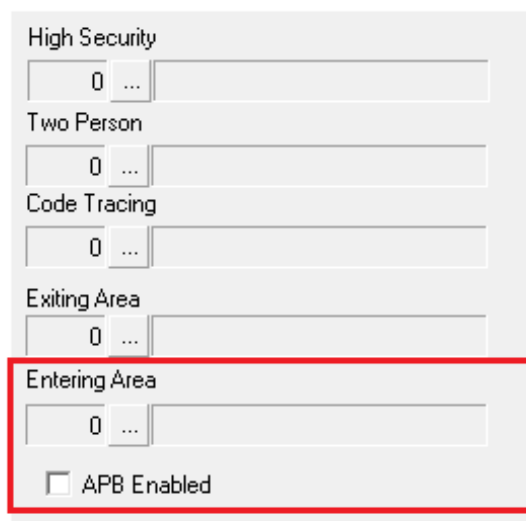 High Security
0 ...
Two Person
0 ...
Code Tracing
0 ...
Exiting Area
0 ...
Entering Area
0 ...
APB Enabled